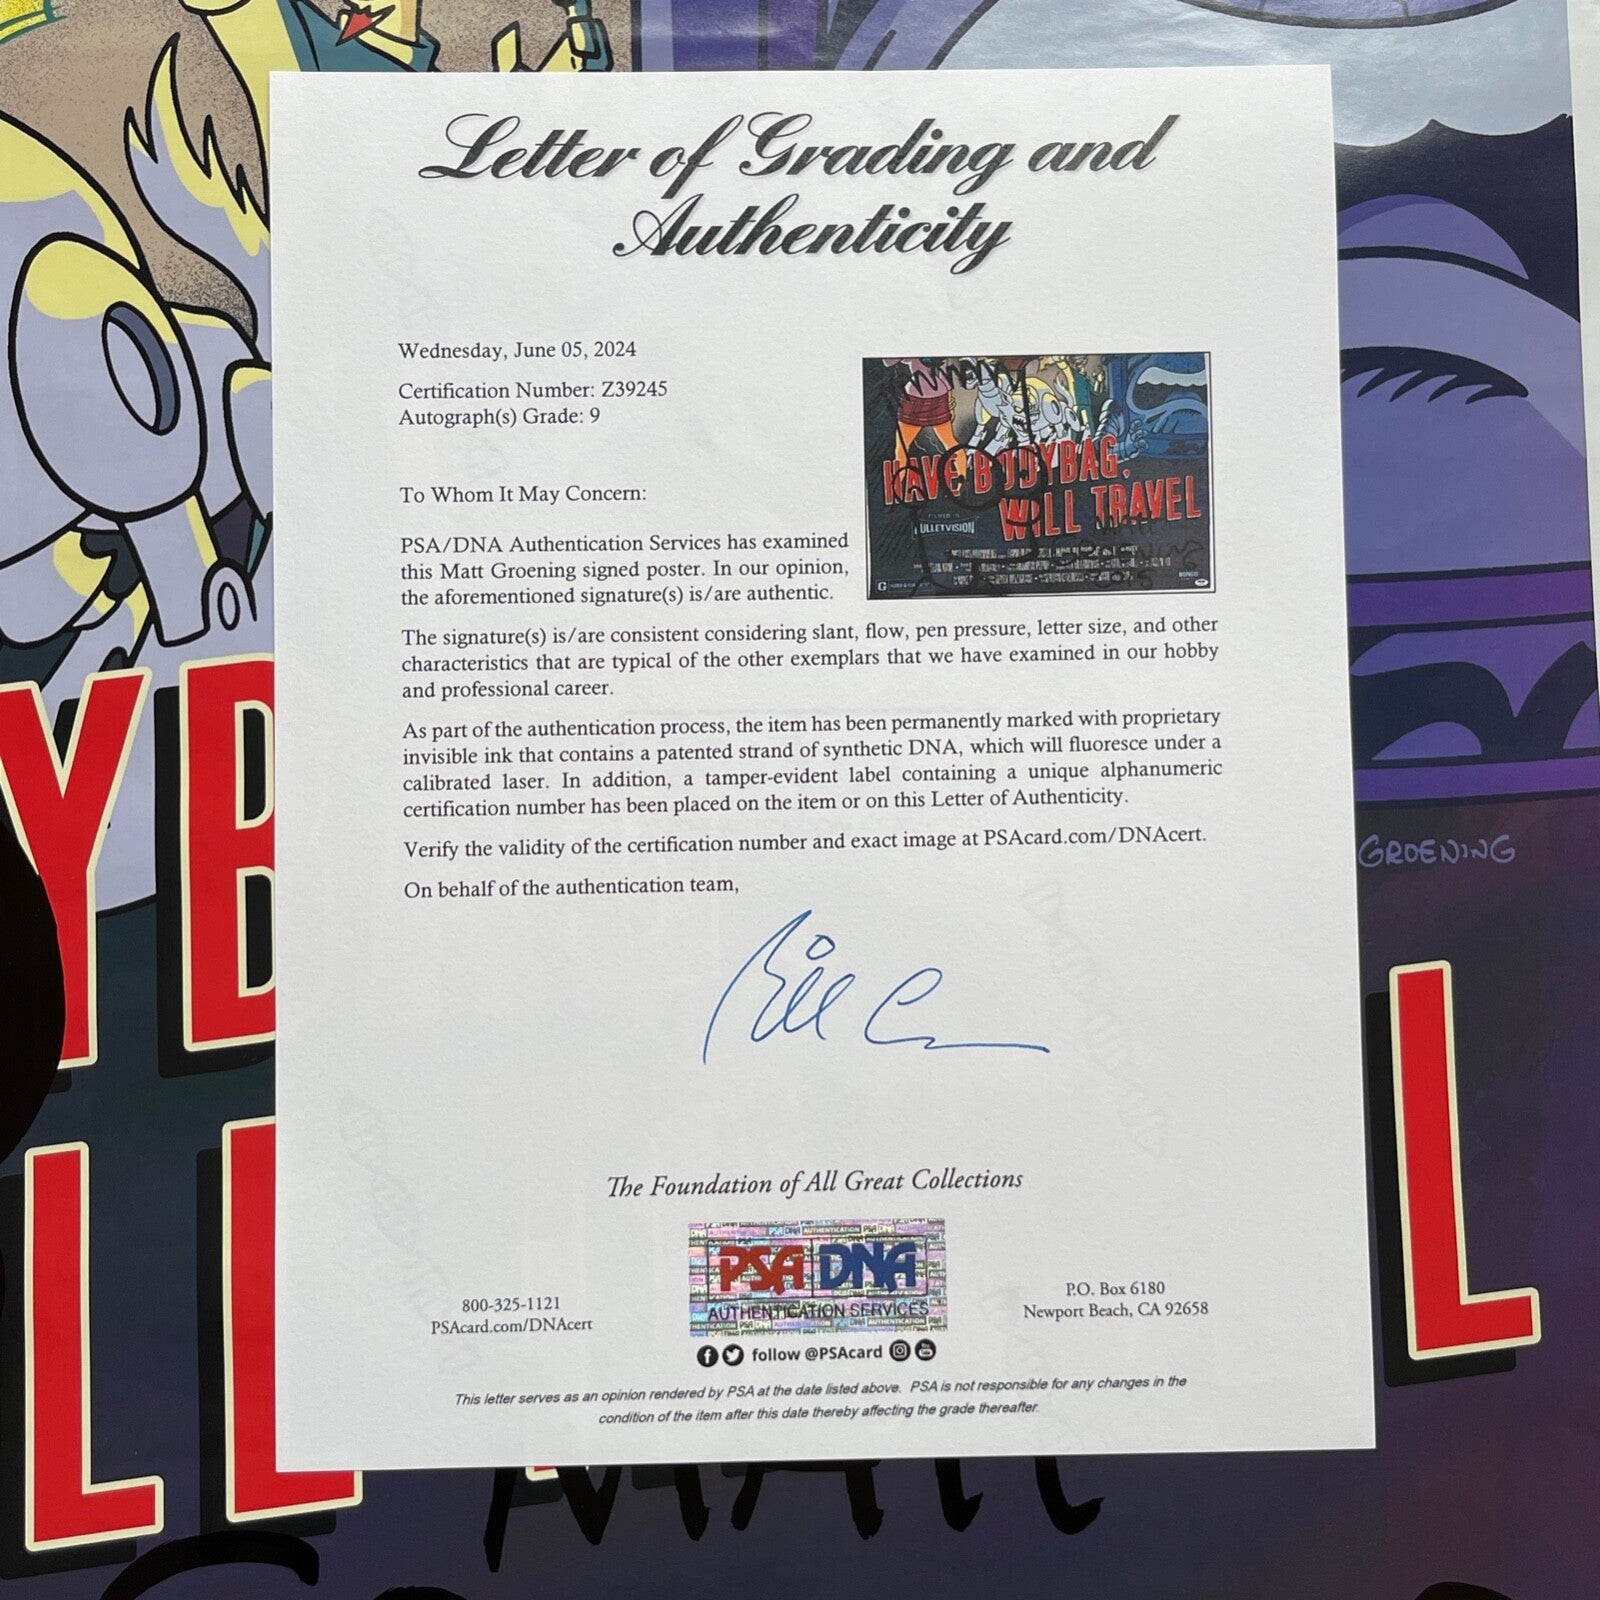 Letter of Grading and
Authenticity
Wednesday, June 05, 2024
Certification Number: Z39245
Autograph(s) Grade: 9
To Whom It May Concern:
PSA/DNA Authentication Services has examined
this Matt Groening signed poster. In our opinion,
the aforementioned signature(s) is/are authentic.
HAVE BODYBAG,
WILL TRAVEL
ULLETVISION
G
The signature(s) is/are consistent considering slant, flow, pen pressure, letter size, and other
characteristics that are typical of the other exemplars that we have examined in our hobby
and professional career.
As part of the authentication process, the item has been permanently marked with proprietary
invisible ink that contains a patented strand of synthetic DNA, which will fluoresce under a
calibrated laser. In addition, a tamper-evident label containing a unique alphanumeric
certification number has been placed on the item or on this Letter of Authenticity.
Verify the validity of the certification number and exact image at PSAcard.com/DNAcert.
On behalf of the authentication team,
The Foundation of All Great Collections
PSA DNA
AUTHENTICATION SERVICES
800-325-1121
PSAcard.com/DNAcert
P.O. Box 6180
Newport Beach, CA 92658
follow @PSAcard
This letter serves as an opinion rendered by PSA at the date listed above. PSA is not responsible for any changes in the
condition of the item after this date thereby affecting the grade thereafter.
GROENING
YB
L
LL
MATT